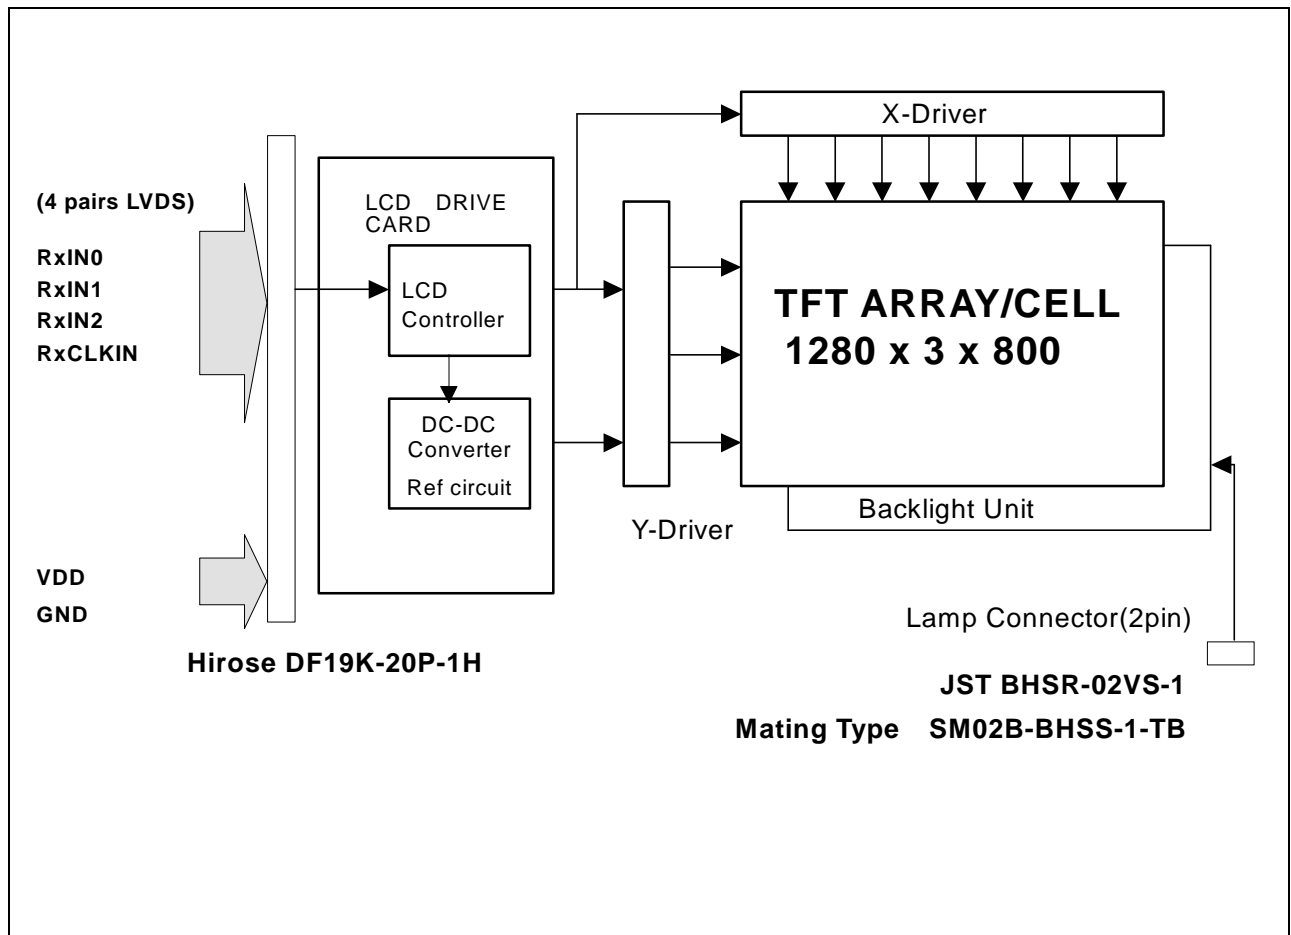 X-Driver
(4 pairs LVDS)
RxIN0
RxIN1
RxIN2
RxCLKIN
LCD DRIVE
CARD
LCD
Controller
DC-DC
Converter
Ref circuit
TFT ARRAY/CELL
1280 x 3 x 800
Backlight Unit
Y-Driver
VDD
GND
Hirose DF19K-20P-1H
Lamp Connector(2pin)
JST BHSR-02VS-1
Mating Type SM02B-BHSS-1-TB